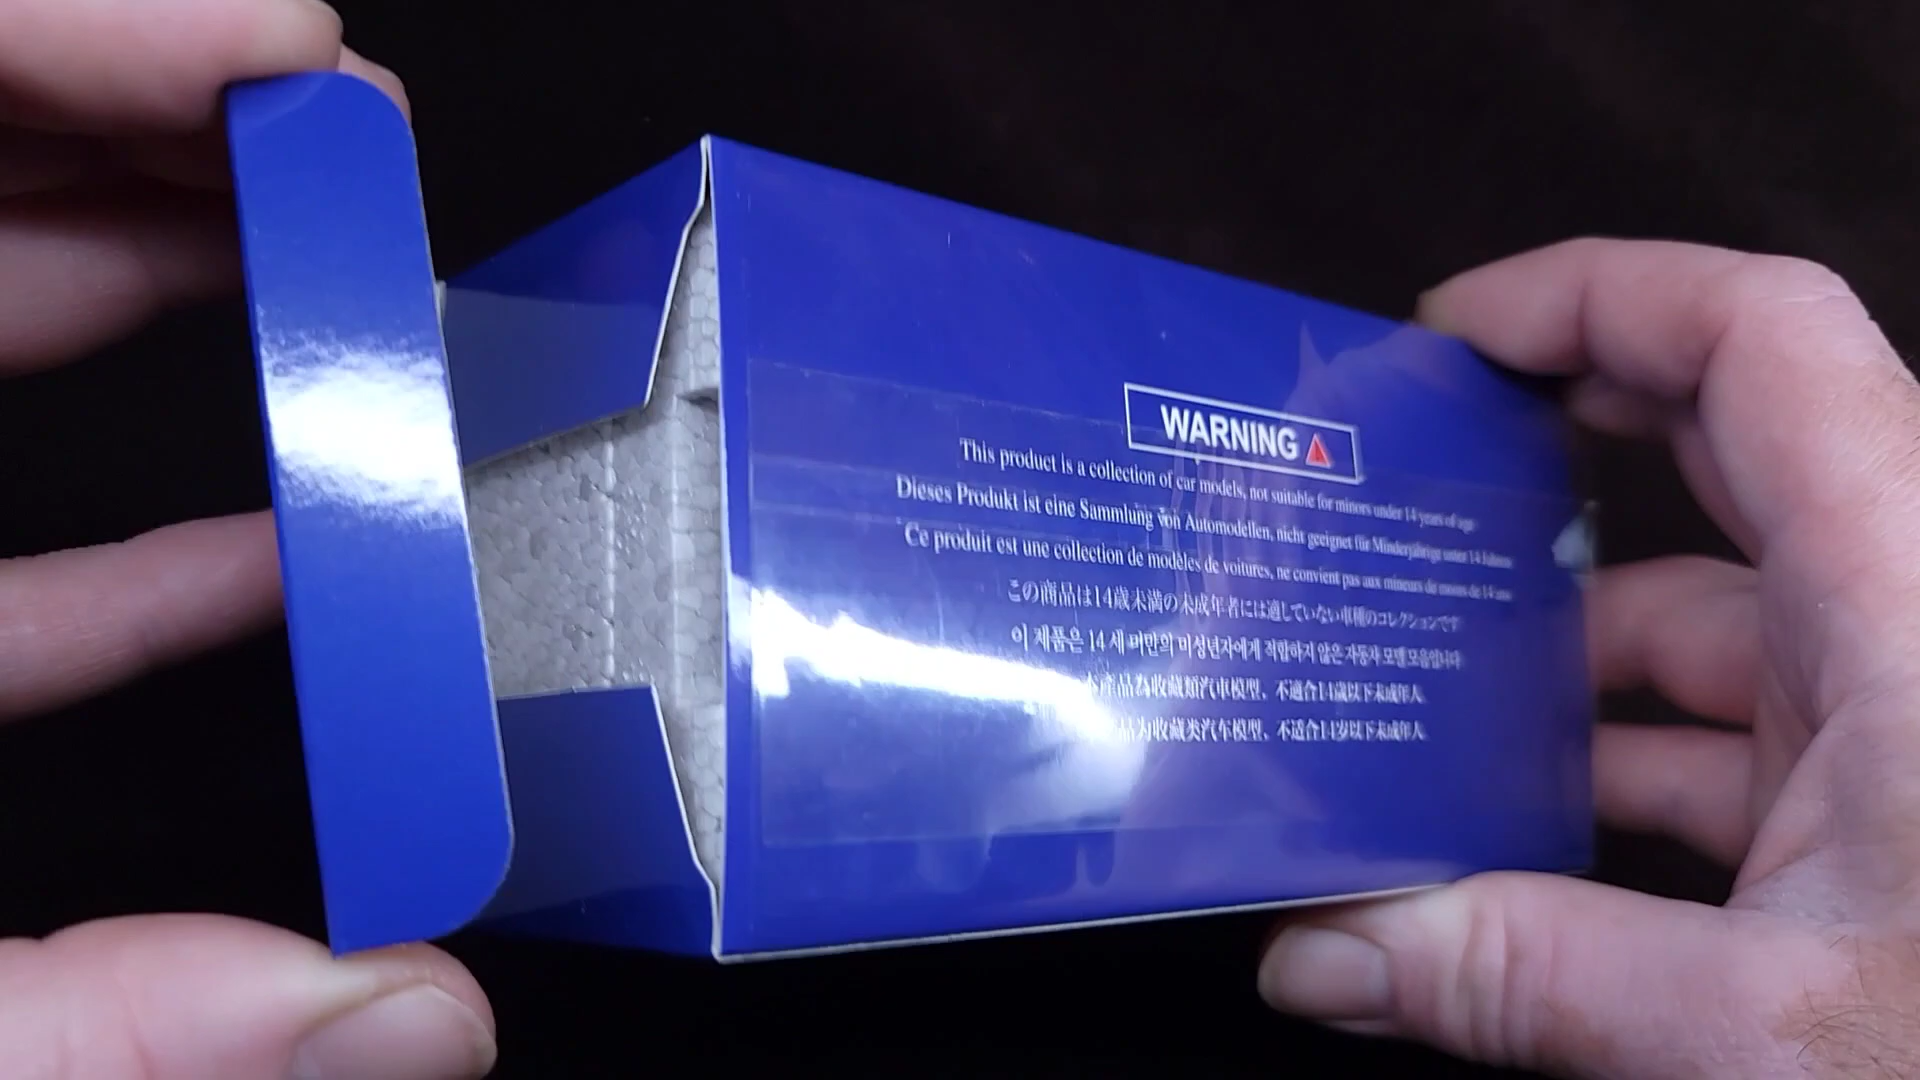 WARNING
This product is a collection of car models, not suitable for minors under 14 years of age
Dieses Produkt ist eine Sammlung von Automodellen, nicht geeignet für Minderjährige unter 14 Jahren
Ce produit est une collection de modèles de voitures, ne convient pas aux mineurs de moins de 14 ans
この商品は14歳未満の未成年者には適していない車種のコレクションです
이 제품은 14 세 미만의 미성년자에게 적합하지 않은 자동차 모델 모음입니다
產品為收藏類汽車模型，不適合14歲以下未成年人
品为收藏类汽车模型，不适合14岁以下未成年人